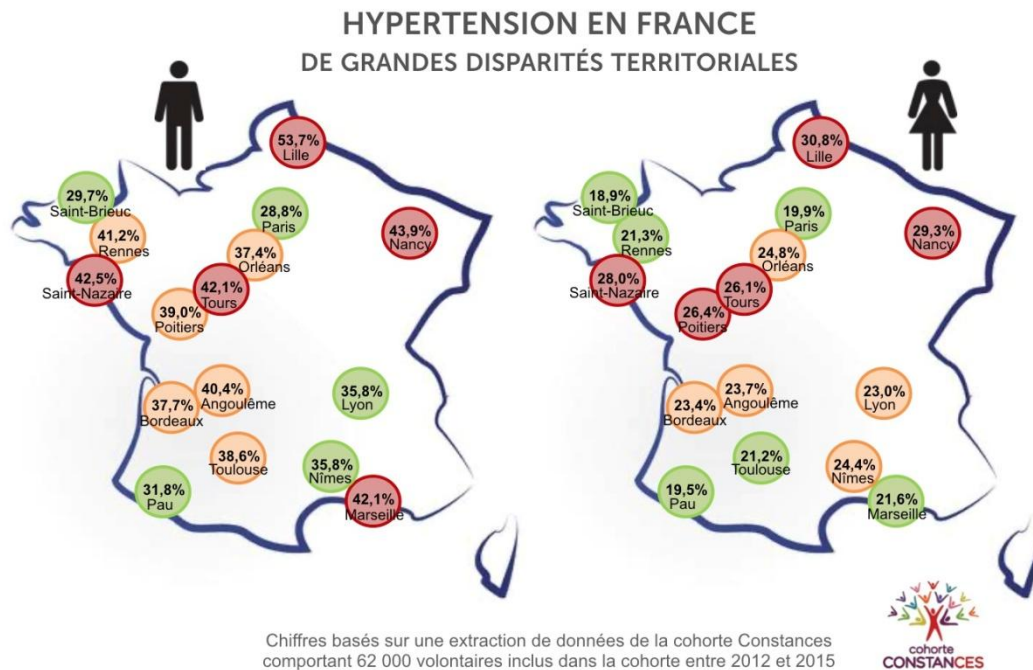 HYPERTENSION EN FRANCE
DE GRANDES DISPARITÉS TERRITORIALES
53,7%
Lille
29,7%
Saint-Brieuc
28,8%
Paris
41,2%
Rennes
43,9%
Nancy
37,4%
Orléans
42,5%
Saint-Nazaire
42,1%
Tours
39,0%
Poitiers
40,4%
Angoulême
35,8%
Lyon
37,7%
Bordeaux
38,6%
Toulouse
35,8%
Nîmes
31,8%
Pau
42,1%
Marseille
30,8%
Lille
18,9%
Saint-Brieuc
19,9%
Paris
21,3%
Rennes
29,3%
Nancy
24,8%
Orléans
28,0%
Saint-Nazaire
26,1%
Tours
26,4%
Poitiers
23,7%
Angoulême
23,0%
Lyon
23,4%
Bordeaux
21,2%
Toulouse
24,4%
Nîmes
19,5%
Pau
21,6%
Marseille
Chiffres basés sur une extraction de données de la cohorte Constances
comportant 62 000 volontaires inclus dans la cohorte entre 2012 et 2015
cohorte
CONSTANCES